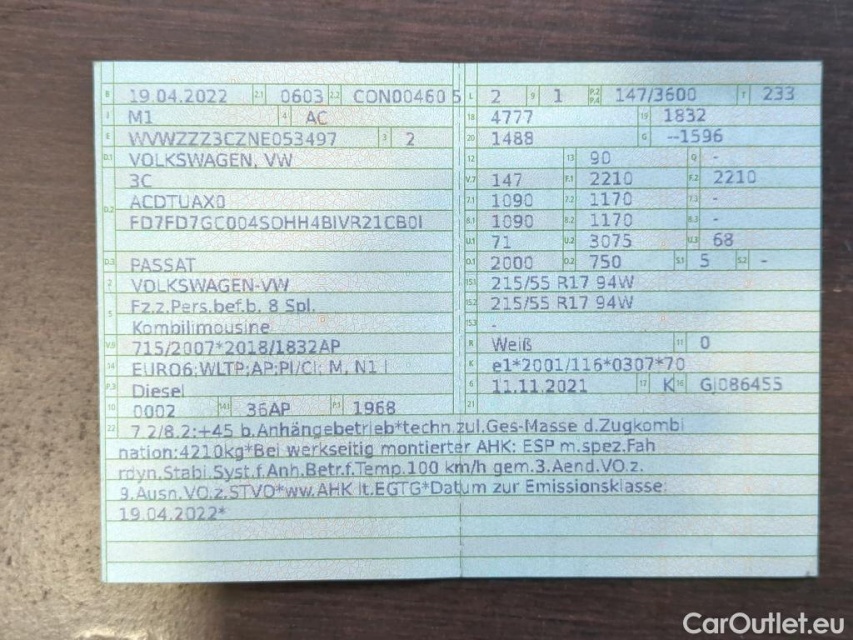 B 19.04.2022 2.1 0603 2.2 CON00460 5
J M1 4 AC
E WVWZZZ3CZNE053497 3 2
D.1 VOLKSWAGEN, VW
3C
D.2 ACDTUAX0
FD7FD7GC004SOHH4BIVR21CB0I
D.3 PASSAT
2 VOLKSWAGEN-VW
5 Fz.z.Pers.bef.b. 8 Spl.
Kombilimousine
V.9 715/2007*2018/1832AP
14 EURO6;WLTP;AP;PI/CI; M, N1 I
P.3 Diesel
10 0002 14.1 36AP P.1 1968
L 2 9 1 P.2 P.4 147/3600 T 233
18 4777 19 1832
20 1488 G --1596
12 13 90 Q -
V.7 147 F.1 2210 F.2 2210
7.1 1090 7.2 1170 7.3 -
8.1 1090 8.2 1170 8.3 -
U.1 71 U.2 3075 U.3 68
O.1 2000 O.2 750 S.1 5 S.2 -
15.1 215/55 R17 94W
15.2 215/55 R17 94W
15.3 -
R Weiß 11 0
K e1*2001/116*0307*70
6 11.11.2021 17 K 16 GJ086455
21
22 7.2/8.2:+45 b.Anhängebetrieb*techn.zul.Ges-Masse d.Zugkombi
nation:4210kg*Bei werkseitig montierter AHK: ESP m.spez.Fah
rdyn.Stabi.Syst.f.Anh.Betr.f.Temp.100 km/h gem.3.Aend.VO.z.
9.Ausn.VO.z.STVO*ww.AHK lt.EGTG*Datum zur Emissionsklasse:
19.04.2022*
CarOutlet.eu